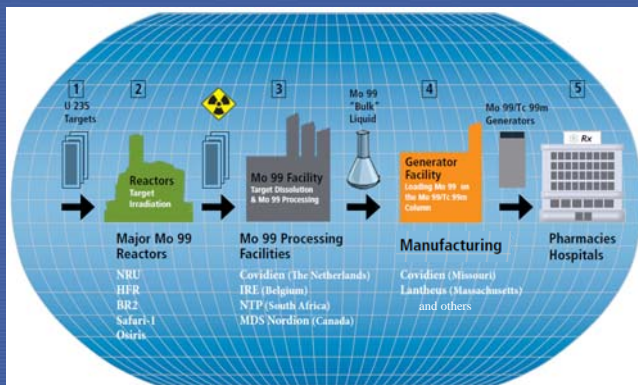 1
U 235
Targets
2
3
Mo 99
"Bulk"
Liquid
4
Mo 99/Tc 99m
Generators
5
Rx
Reactors
Target
Irradiation
Mo 99 Facility
Target Dissolution
& Mo 99 Processing
Generator
Facility
Loading Mo 99 on
the Mo 99/Tc 99m
Column
Major Mo 99
Reactors
NRU
HFR
BR2
Safari-1
Osiris
Mo 99 Processing
Facilities
Covidien (The Netherlands)
IRE (Belgium)
NTP (South Africa)
MDS Nordion (Canada)
Manufacturing
Covidien (Missouri)
Lantheus (Massachusetts)
and others
Pharmacies
Hospitals